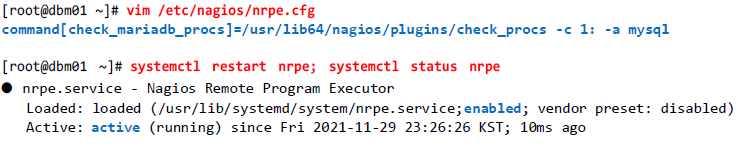 [root@dbm01 ~]# vim /etc/nagios/nrpe.cfg
command[check_mariadb_procs]=/usr/lib64/nagios/plugins/check_procs -c 1: -a mysql
[root@dbm01 ~]# systemctl restart nrpe; systemctl status nrpe
● nrpe.service - Nagios Remote Program Executor
Loaded: loaded (/usr/lib/systemd/system/nrpe.service;enabled; vendor preset: disabled)
Active: active (running) since Fri 2021-11-29 23:26:26 KST; 10ms ago